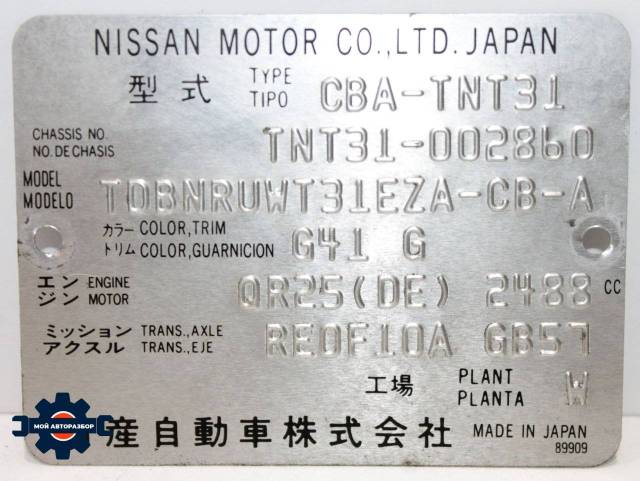 NISSAN MOTOR CO.,LTD. JAPAN
型式 TYPE TIPO CBA-TNT31
CHASSIS NO. NO. DE CHASIS TNT31-002860
MODEL MODELO TDBNRUWT31EZA-CB-A
カラー COLOR,TRIM
トリム COLOR,GUARNICION G41 G
エンジン ENGINE MOTOR QR25(DE) 2488 CC
ミッション TRANS.,AXLE
アクスル TRANS.,EJE RE0F10A GB57
工場 PLANT PLANTA W
産自動車株式会社 MADE IN JAPAN
89909
МОЙ АВТОРАЗБОР